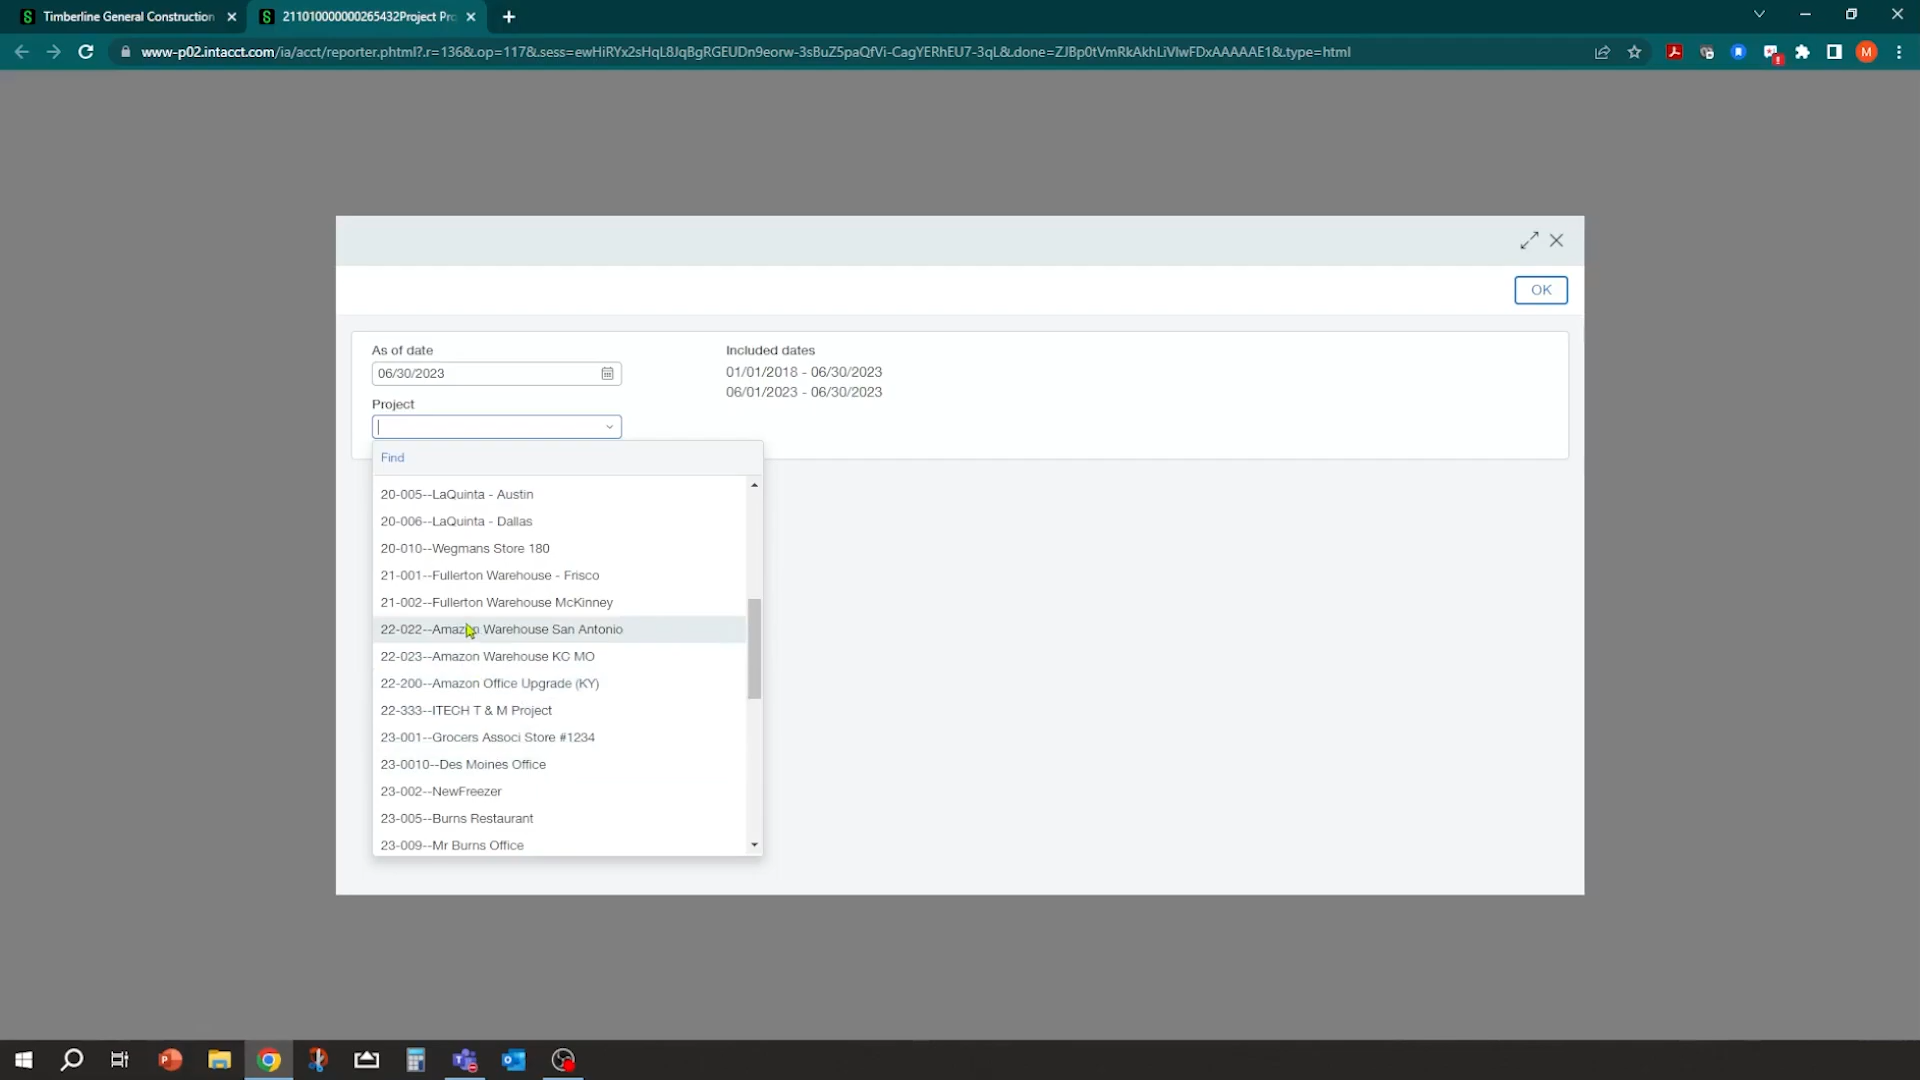 Timberline General Construction
211010000000265432Project Pro
www-p02.intacct.com/ia/acct/reporter.phtml?.r=136&.op=117&.sess=ewHiRYx2sHqL8JqBgRGEUDn9eorw-3sBuZ5paQfVi-CagYERhEU7-3qL&.done=ZJBp0tVmRkAkhLiVlwFDxAAAAAE1&.type=html
M
OK
As of date
Included dates
06/30/2023
01/01/2018 - 06/30/2023
06/01/2023 - 06/30/2023
Project
Find
20-005--LaQuinta - Austin
20-006--LaQuinta - Dallas
20-010--Wegmans Store 180
21-001--Fullerton Warehouse - Frisco
21-002--Fullerton Warehouse McKinney
22-022--Amazon Warehouse San Antonio
22-023--Amazon Warehouse KC MO
22-200--Amazon Office Upgrade (KY)
22-333--ITECH T & M Project
23-001--Grocers Associ Store #1234
23-0010--Des Moines Office
23-002--NewFreezer
23-005--Burns Restaurant
23-009--Mr Burns Office